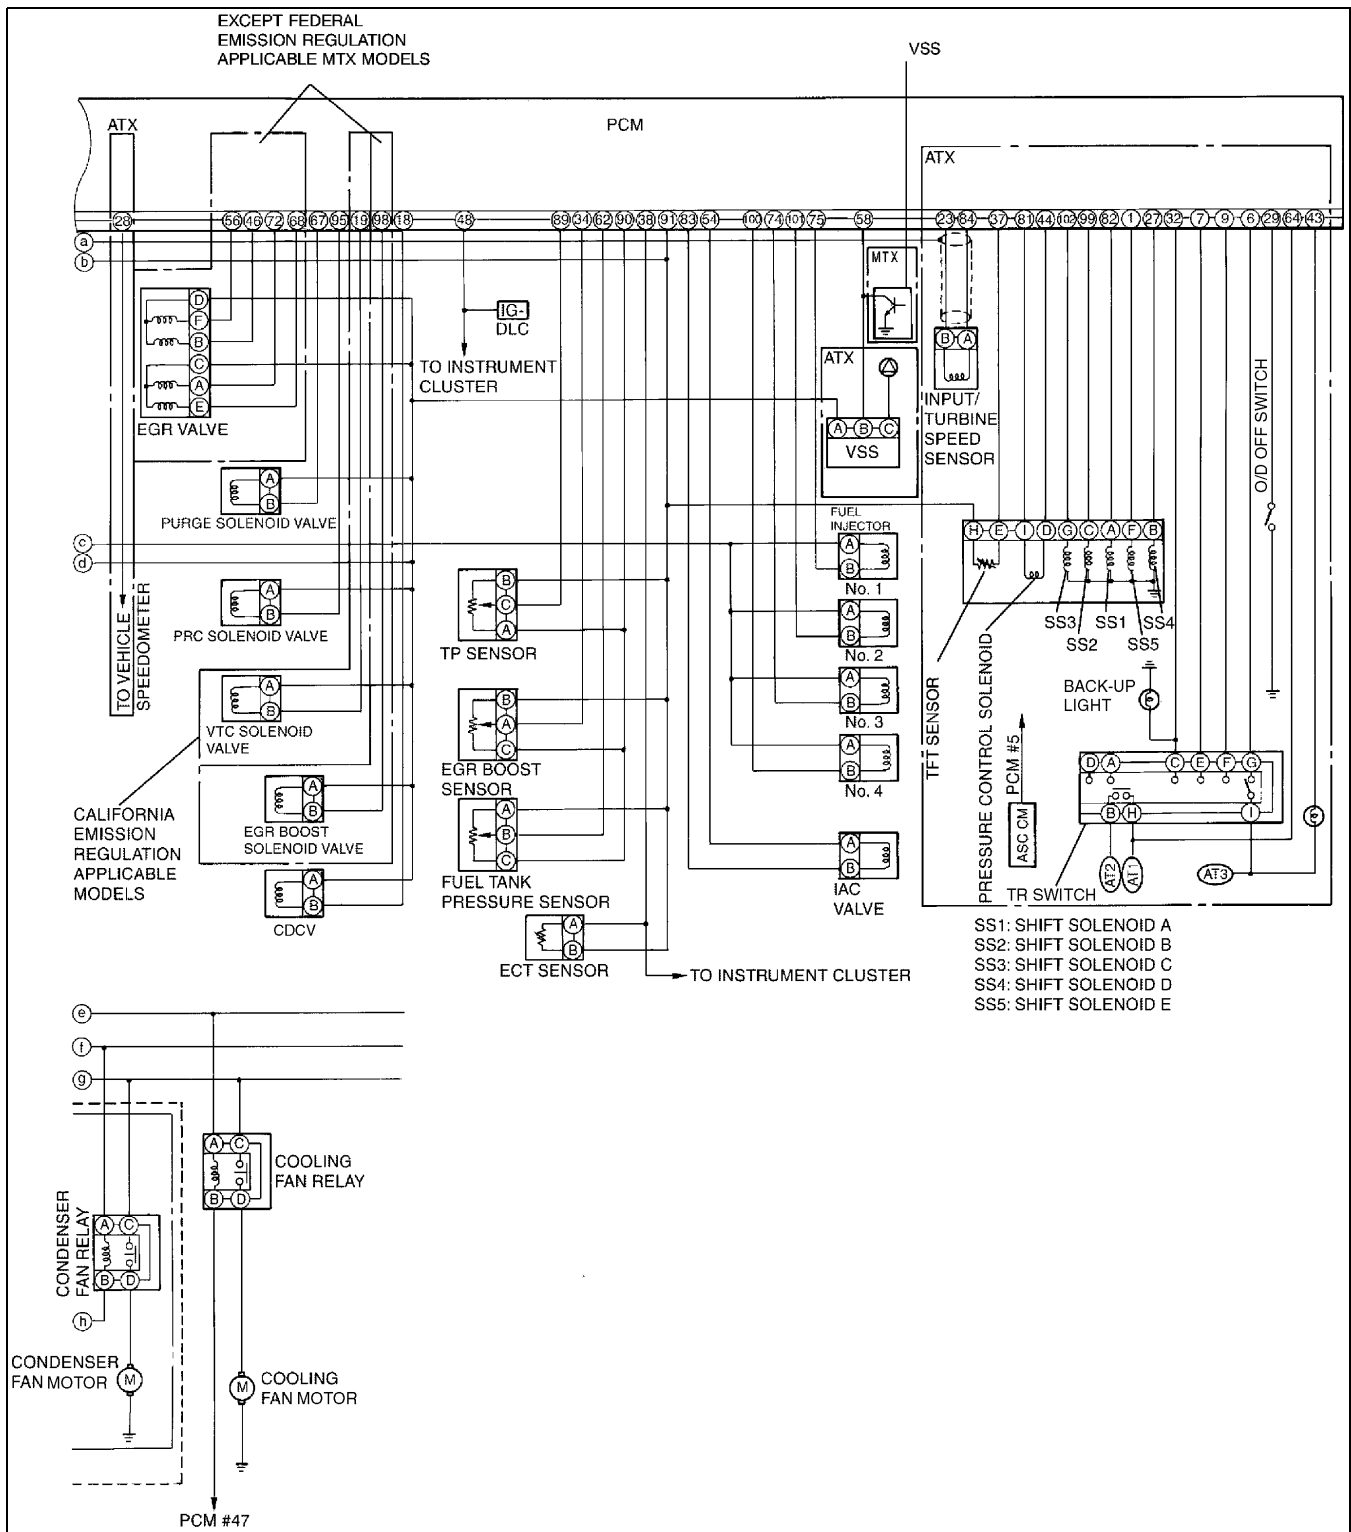 EXCEPT FEDERAL
EMISSION REGULATION
APPLICABLE MTX MODELS
VSS
ATX
PCM
ATX
28 56 46 72 68 67 95 19 98 18 48 89 34 62 90 38 91 83 54 100 74 101 75 58 23 84 37 81 44 102 99 82 1 27 32 7 9 6 29 64 43
a
b
MTX
D
F
B
C
A
E
EGR VALVE
IG-
DLC
TO INSTRUMENT
CLUSTER
ATX
A B C
VSS
B A
INPUT/
TURBINE
SPEED
SENSOR
O/D OFF SWITCH
A
B
PURGE SOLENOID VALVE
c
d
FUEL
INJECTOR
A
B
No. 1
H E I D G C A F B
A
B
PRC SOLENOID VALVE
TO VEHICLE
SPEEDOMETER
B
C
A
TP SENSOR
A
B
No. 2
SS3 SS1 SS4
SS2 SS5
TFT SENSOR
PRESSURE CONTROL SOLENOID
A
B
VTC SOLENOID
VALVE
B
A
C
EGR BOOST
SENSOR
A
B
No. 3
BACK-UP
LIGHT
PCM #5
ASC CM
A
B
No. 4
D A C E F G
B H I
AT2 AT1
AT3
TR SWITCH
CALIFORNIA
EMISSION
REGULATION
APPLICABLE
MODELS
A
B
EGR BOOST
SOLENOID VALVE
A
B
C
FUEL TANK
PRESSURE SENSOR
A
B
IAC
VALVE
A
B
CDCV
A
B
ECT SENSOR
TO INSTRUMENT CLUSTER
SS1: SHIFT SOLENOID A
SS2: SHIFT SOLENOID B
SS3: SHIFT SOLENOID C
SS4: SHIFT SOLENOID D
SS5: SHIFT SOLENOID E
e
f
g
A C
B D
COOLING
FAN RELAY
CONDENSER
FAN RELAY
A C
B D
h
CONDENSER
FAN MOTOR
M
M
COOLING
FAN MOTOR
PCM #47